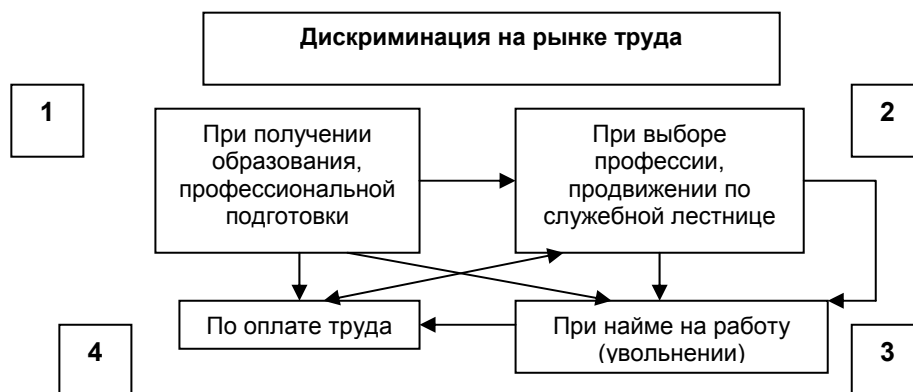 Дискриминация на рынке труда
1
При получении
образования,
профессиональной
подготовки
При выборе
профессии,
продвижении по
служебной лестнице
2
4
По оплате труда
При найме на работу
(увольнении)
3